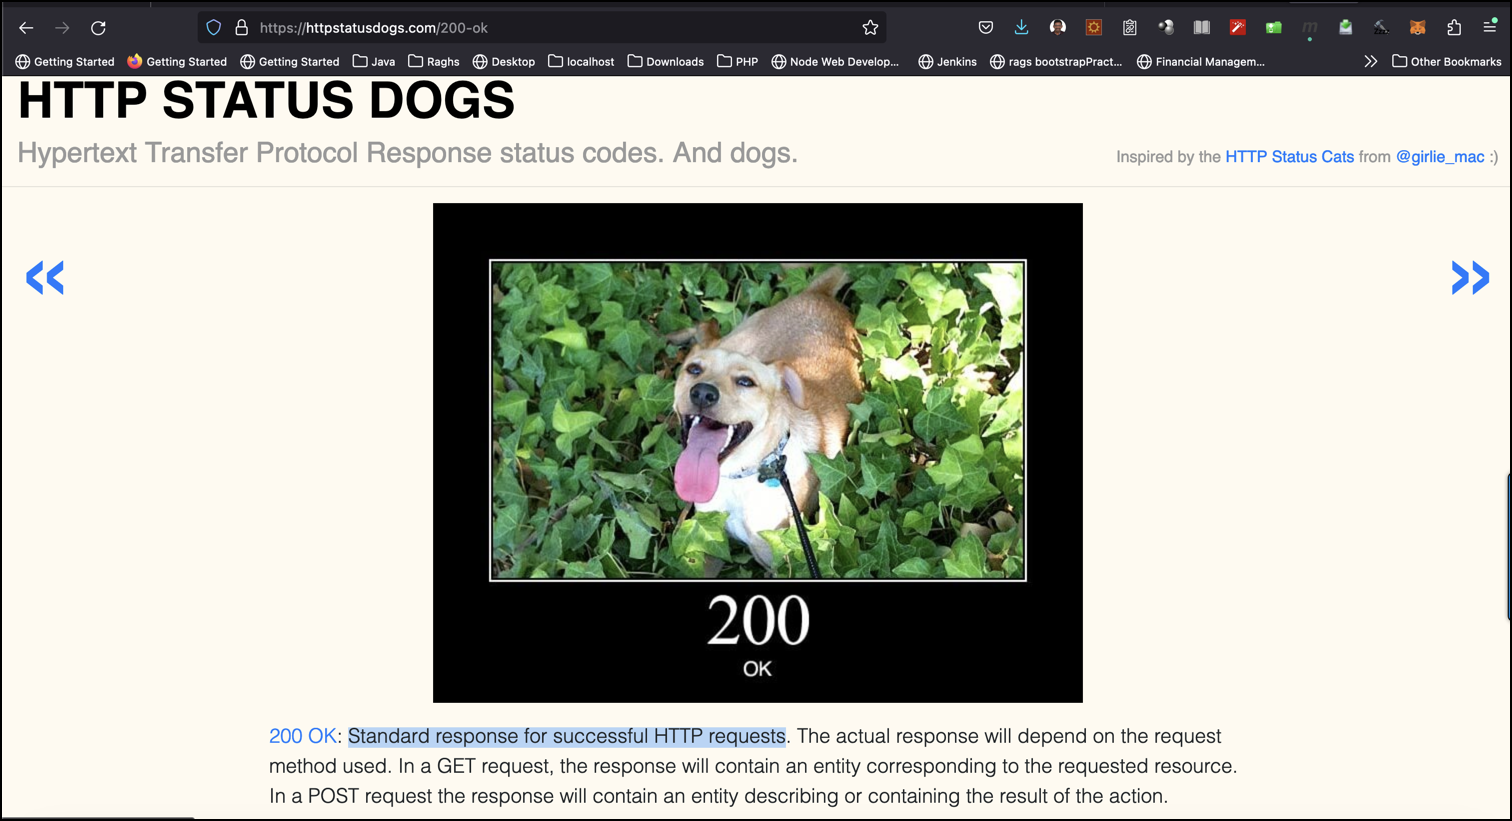 https://httpstatusdogs.com/200-ok
Getting Started Getting Started Getting Started Java Raghs Desktop localhost Downloads PHP Node Web Develop... Jenkins rags bootstrapPract... Financial Managem... Other Bookmarks
HTTP STATUS DOGS
Hypertext Transfer Protocol Response status codes. And dogs.
Inspired by the HTTP Status Cats from @girlie_mac :)
«
»
200
OK
200 OK: Standard response for successful HTTP requests. The actual response will depend on the request
method used. In a GET request, the response will contain an entity corresponding to the requested resource.
In a POST request the response will contain an entity describing or containing the result of the action.